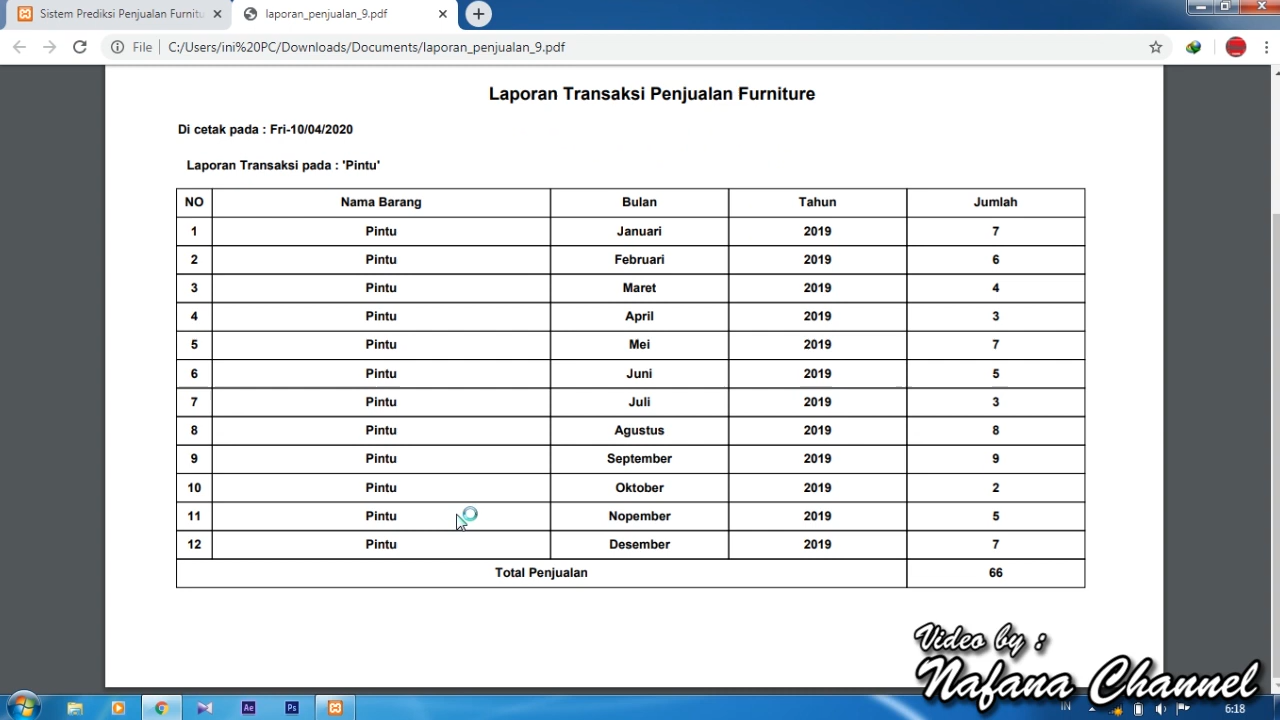 Sistem Prediksi Penjualan Furnitu
laporan_penjualan_9.pdf
File
C:/Users/ini%20PC/Downloads/Documents/laporan_penjualan_9.pdf
Laporan Transaksi Penjualan Furniture
Di cetak pada : Fri-10/04/2020
Laporan Transaksi pada : 'Pintu'
NO Nama Barang Bulan Tahun Jumlah
1 Pintu Januari 2019 7
2 Pintu Februari 2019 6
3 Pintu Maret 2019 4
4 Pintu April 2019 3
5 Pintu Mei 2019 7
6 Pintu Juni 2019 5
7 Pintu Juli 2019 3
8 Pintu Agustus 2019 8
9 Pintu September 2019 9
10 Pintu Oktober 2019 2
11 Pintu Nopember 2019 5
12 Pintu Desember 2019 7
Total Penjualan 66
Video by :
Nafana Channel
Ae Ps IN 6:18